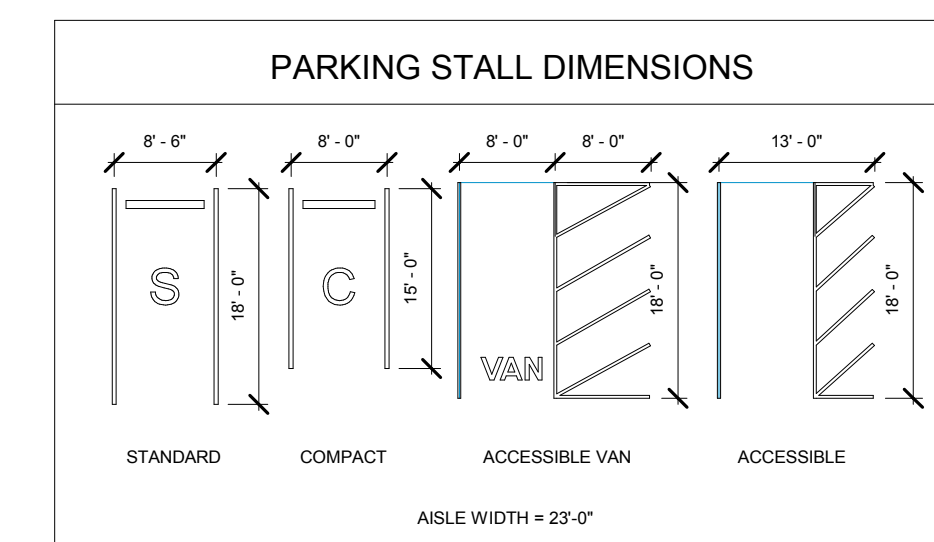 PARKING STALL DIMENSIONS
8' - 6"
8' - 0"
8' - 0"
8' - 0"
13' - 0"
S
18' - 0"
C
15' - 0"
VAN
18' - 0"
18' - 0"
STANDARD
COMPACT
ACCESSIBLE VAN
ACCESSIBLE
AISLE WIDTH = 23'-0"